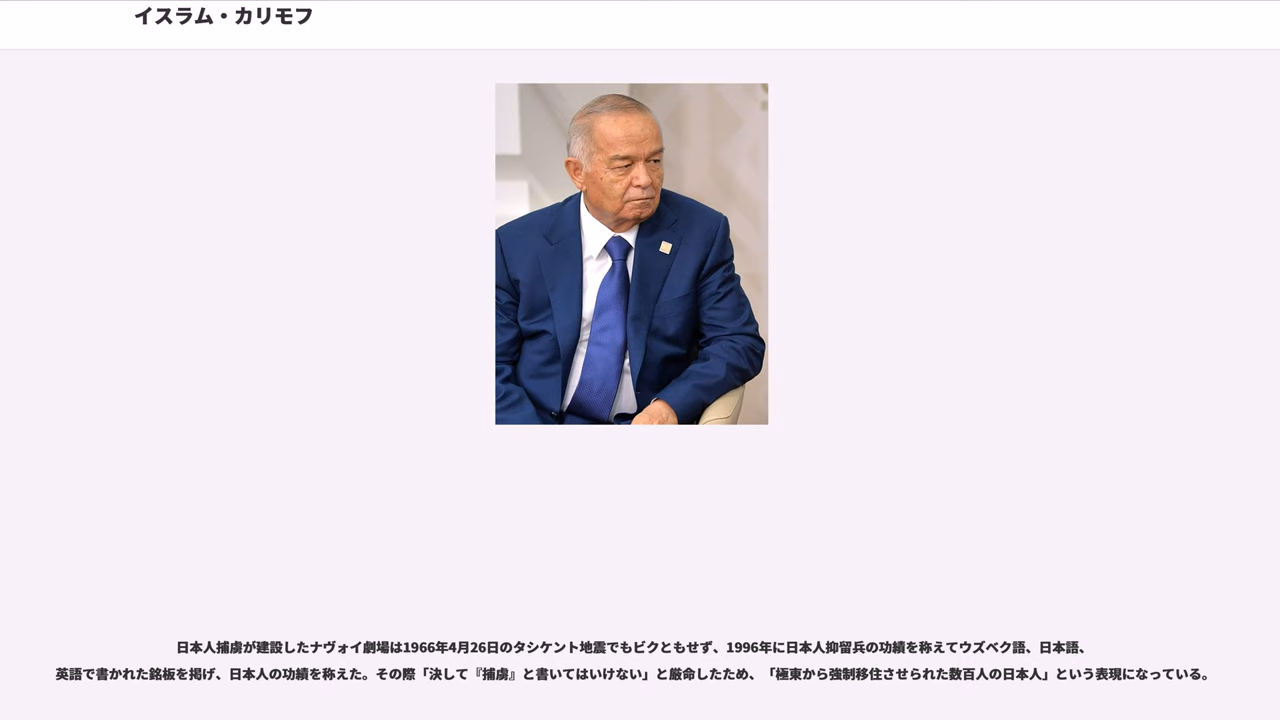 イスラム・カリモフ
日本人捕虜が建設したナヴォイ劇場は1966年4月26日のタシケント地震でもビクともせず、1996年に日本人抑留兵の功績を称えてウズベク語、日本語、
英語で書かれた銘板を掲げ、日本人の功績を称えた。その際「決して『捕虜』と書いてはいけない」と厳命したため、「極東から強制移住させられた数百人の日本人」という表現になっている。